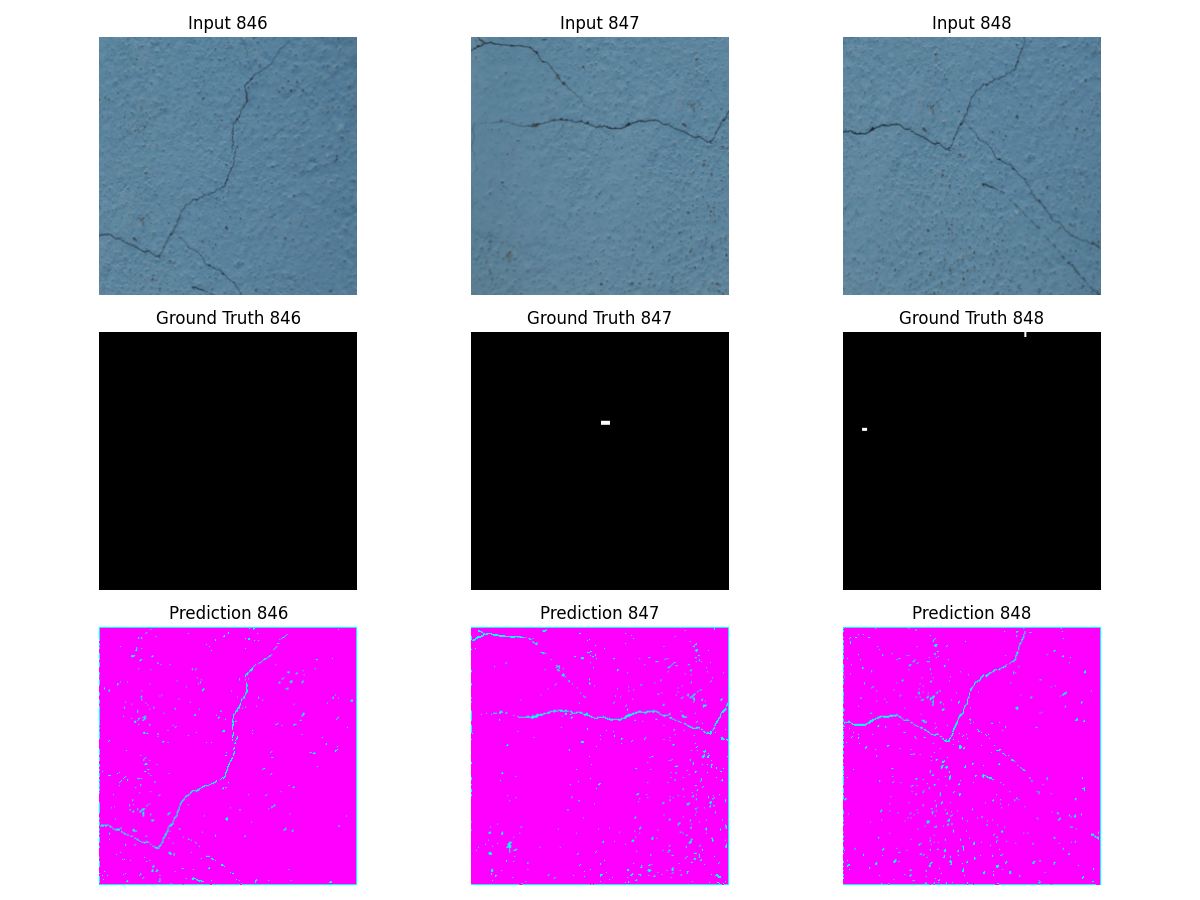 Input 846
Input 847
Input 848
Ground Truth 846
Ground Truth 847
Ground Truth 848
Prediction 846
Prediction 847
Prediction 848